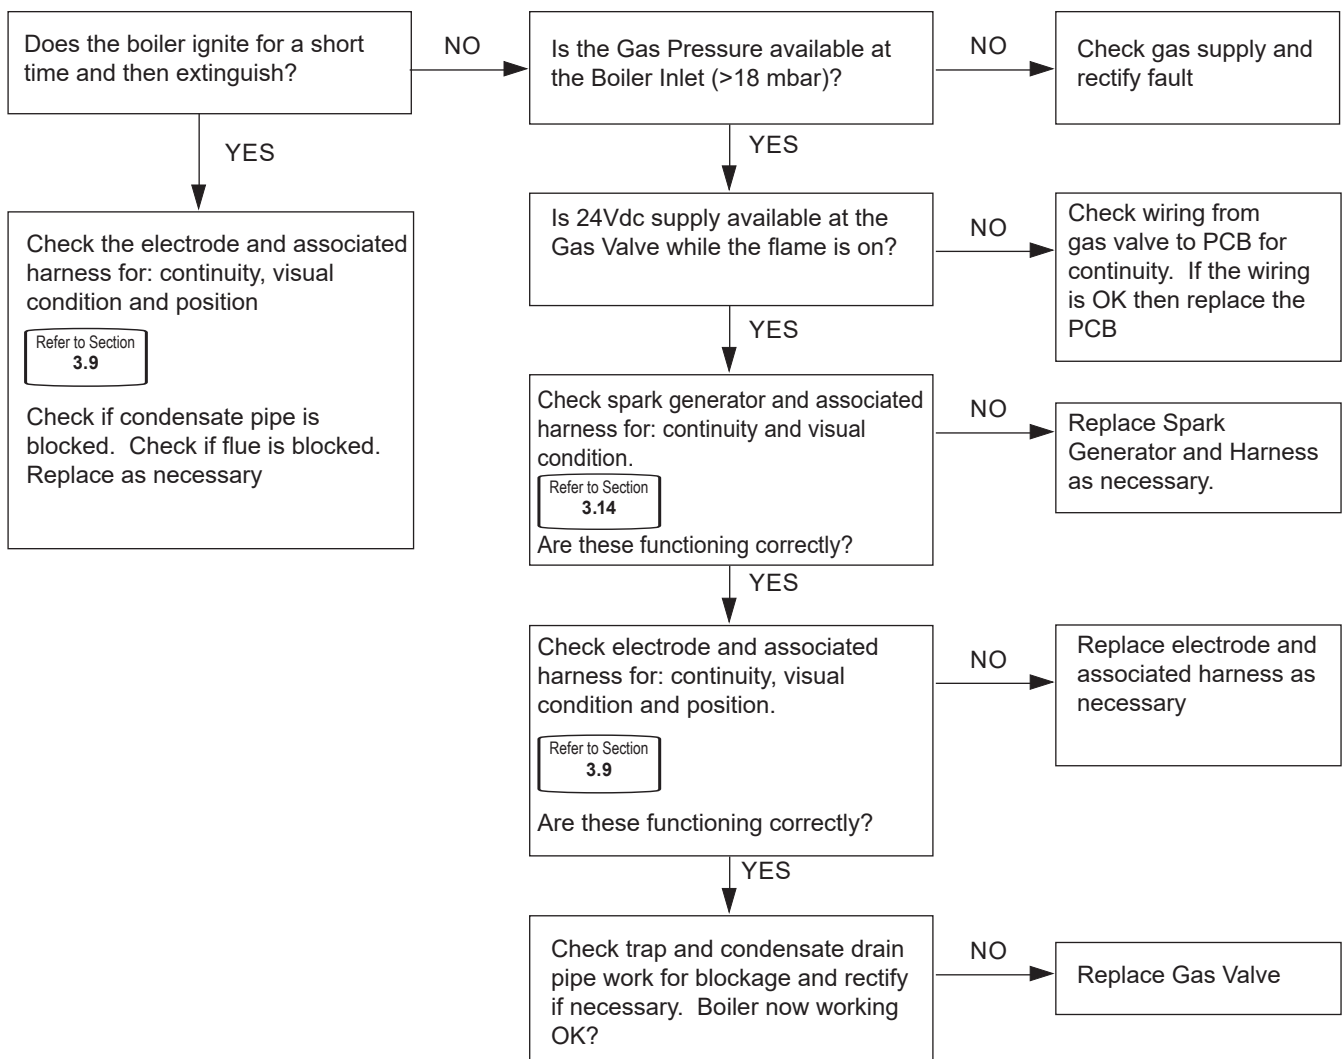 Does the boiler ignite for a short
time and then extinguish?
NO
Is the Gas Pressure available at
the Boiler Inlet (>18 mbar)?
NO
Check gas supply and
rectify fault
YES
YES
Check the electrode and associated
harness for: continuity, visual
condition and position
Refer to Section
3.9
Check if condensate pipe is
blocked.  Check if flue is blocked.
Replace as necessary
Is 24Vdc supply available at the
Gas Valve while the flame is on?
NO
Check wiring from
gas valve to PCB for
continuity.  If the wiring
is OK then replace the
PCB
YES
Check spark generator and associated
harness for: continuity and visual
condition.
Refer to Section
3.14
Are these functioning correctly?
NO
Replace Spark
Generator and Harness
as necessary.
YES
Check electrode and associated
harness for: continuity, visual
condition and position.
Refer to Section
3.9
Are these functioning correctly?
NO
Replace electrode and
associated harness as
necessary
YES
Check trap and condensate drain
pipe work for blockage and rectify
if necessary.  Boiler now working
OK?
NO
Replace Gas Valve